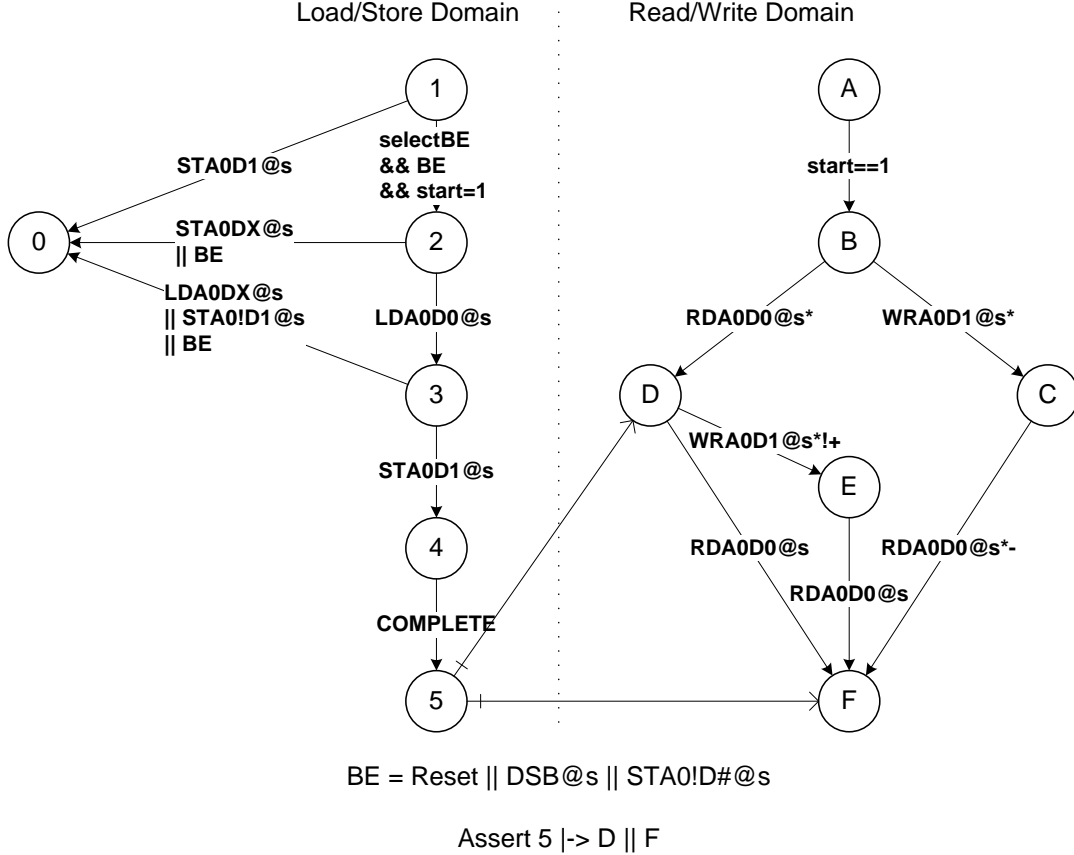 Load/Store Domain
Read/Write Domain
1
A
STA0D1@s
selectBE
&& BE
&& start=1
start==1
0
STA0DX@s
|| BE
2
B
LDA0DX@s
|| STA0!D1@s
|| BE
LDA0D0@s
RDA0D0@s*
WRA0D1@s*
3
D
C
WRA0D1@s*!+
STA0D1@s
E
4
RDA0D0@s
RDA0D0@s*-
RDA0D0@s
COMPLETE
5
F
BE = Reset || DSB@s || STA0!D#@s
Assert 5 |-> D || F